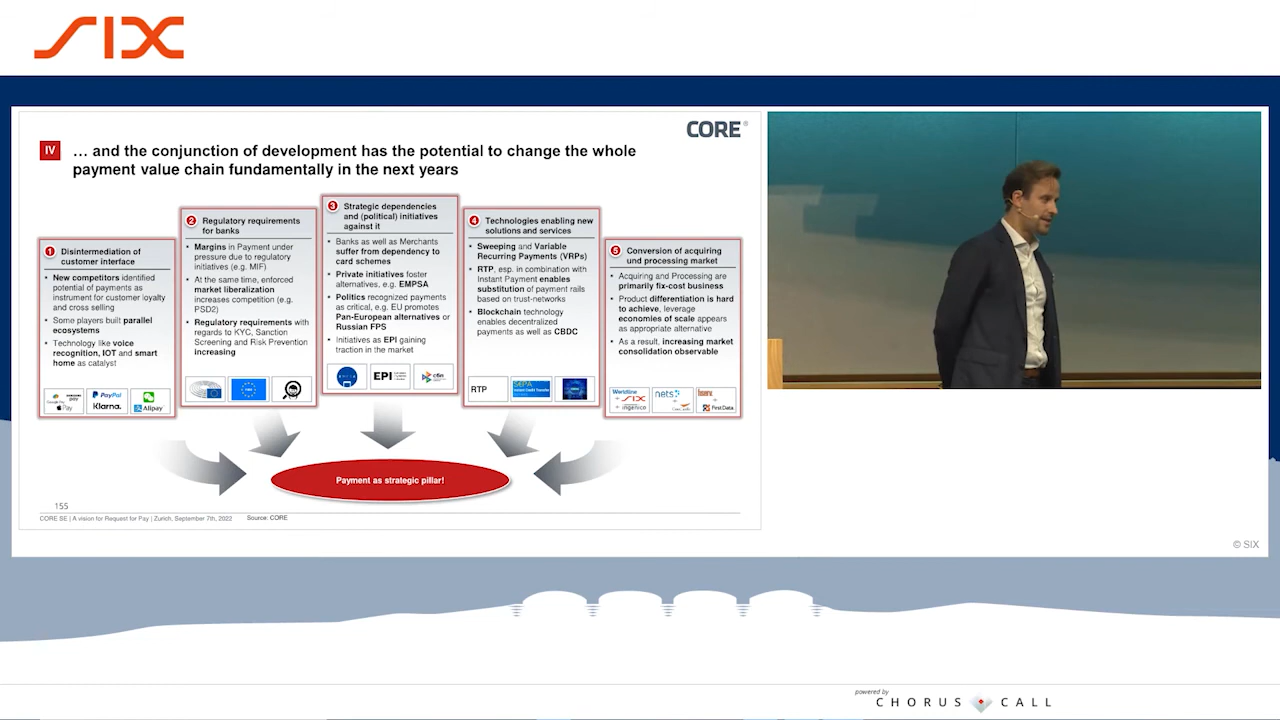 SIX
CORE®
IV
… and the conjunction of development has the potential to change the whole
payment value chain fundamentally in the next years
1 Disintermediation of
customer interface
• New competitors identified
potential of payments as
instrument for customer loyalty
and cross selling
• Some players built parallel
ecosystems
• Technology like voice
recognition, IOT and smart
home as catalyst
PayPal
Klarna.
Alipay
2 Regulatory requirements
for banks
• Margins in Payment under
pressure due to regulatory
initiatives (e.g. MIF)
• At the same time, enforced
market liberalization
increases competition (e.g.
PSD2)
• Regulatory requirements with
regards to KYC, Sanction
Screening and Risk Prevention
increasing
3 Strategic dependencies
and (political) initiatives
against it
• Banks as well as Merchants
suffer from dependency to
card schemes
• Private initiatives foster
alternatives, e.g. EMPSA
• Politics recognized payments
as critical, e.g. EU promotes
Pan-European alternatives or
Russian FPS
• Initiatives as EPI gaining
traction in the market
EPI
4 Technologies enabling new
solutions and services
• Sweeping and Variable
Recurring Payments (VRPs)
• RTP, esp. in combination with
Instant Payment enables
substitution of payment rails
based on trust-networks
• Blockchain technology
enables decentralized
payments as well as CBDC
RTP
SEPA
5 Conversion of acquiring
und processing market
• Acquiring and Processing are
primarily fix-cost business
• Product differentiation is hard
to achieve, leverage
economies of scale appears
as appropriate alternative
• As a result, increasing market
consolidation observable
Worldline
+ SIX
+ ingenico
nets
fiserv.
+ First Data
Payment as strategic pillar!
155
CORE SE | A vision for Request for Pay | Zurich, September 7th, 2022 Source: CORE
© SIX
powered by
CHORUS CALL